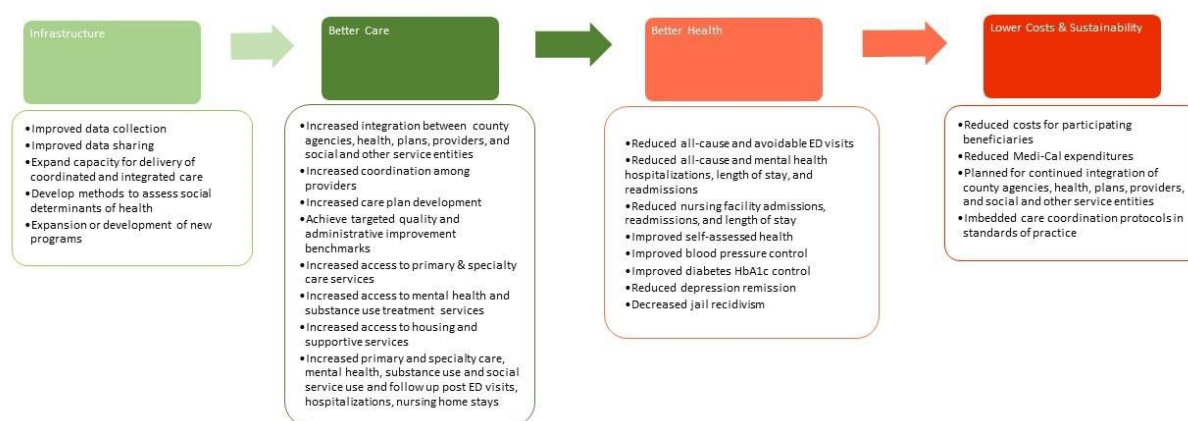 Infrastructure
•Improved data collection
•Improved data sharing
•Expand capacity for delivery of
coordinated and integrated care
•Develop methods to assess social
determinants of health
•Expansion or development of new
programs
Better Care
•Increased integration between county
agencies, health, plans, providers, and
social and other service entities
•Increased coordination among
providers
•Increased care plan development
•Achieve targeted quality and
administrative improvement
benchmarks
•Increased access to primary & specialty
care services
•Increased access to mental health and
substance use treatment services
•Increased access to housing and
supportive services
•Increased primary and specialty care,
mental health, substance use and social
service use and follow up post ED visits,
hospitalizations, nursing home stays
Better Health
•Reduced all-cause and avoidable ED visits
•Reduced all-cause and mental health
hospitalizations, length of stay, and
readmissions
•Reduced nursing facility admissions,
readmissions, and length of stay
•Improved self-assessed health
•Improved blood pressure control
•Improved diabetes HbA1c control
•Reduced depression remission
•Decreased jail recidivism
Lower Costs & Sustainability
•Reduced costs for participating
beneficiaries
•Reduced Medi-Cal expenditures
•Planned for continued integration of
county agencies, health, plans, providers,
and social and other service entities
•Imbedded care coordination protocols in
standards of practice